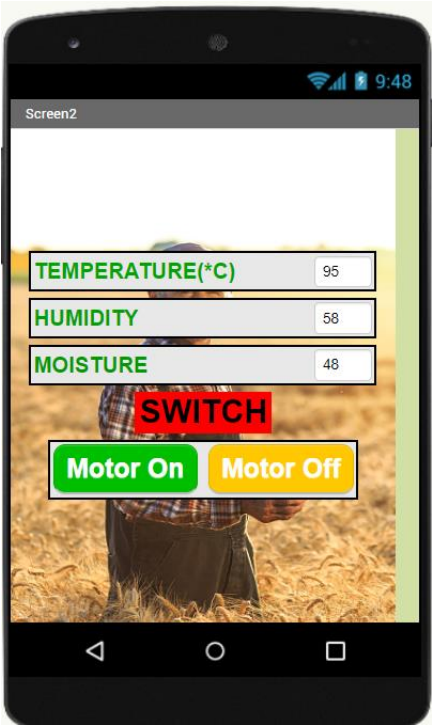 9:48
Screen2
TEMPERATURE(*C) 95
HUMIDITY 58
MOISTURE 48
SWITCH
Motor On Motor Off